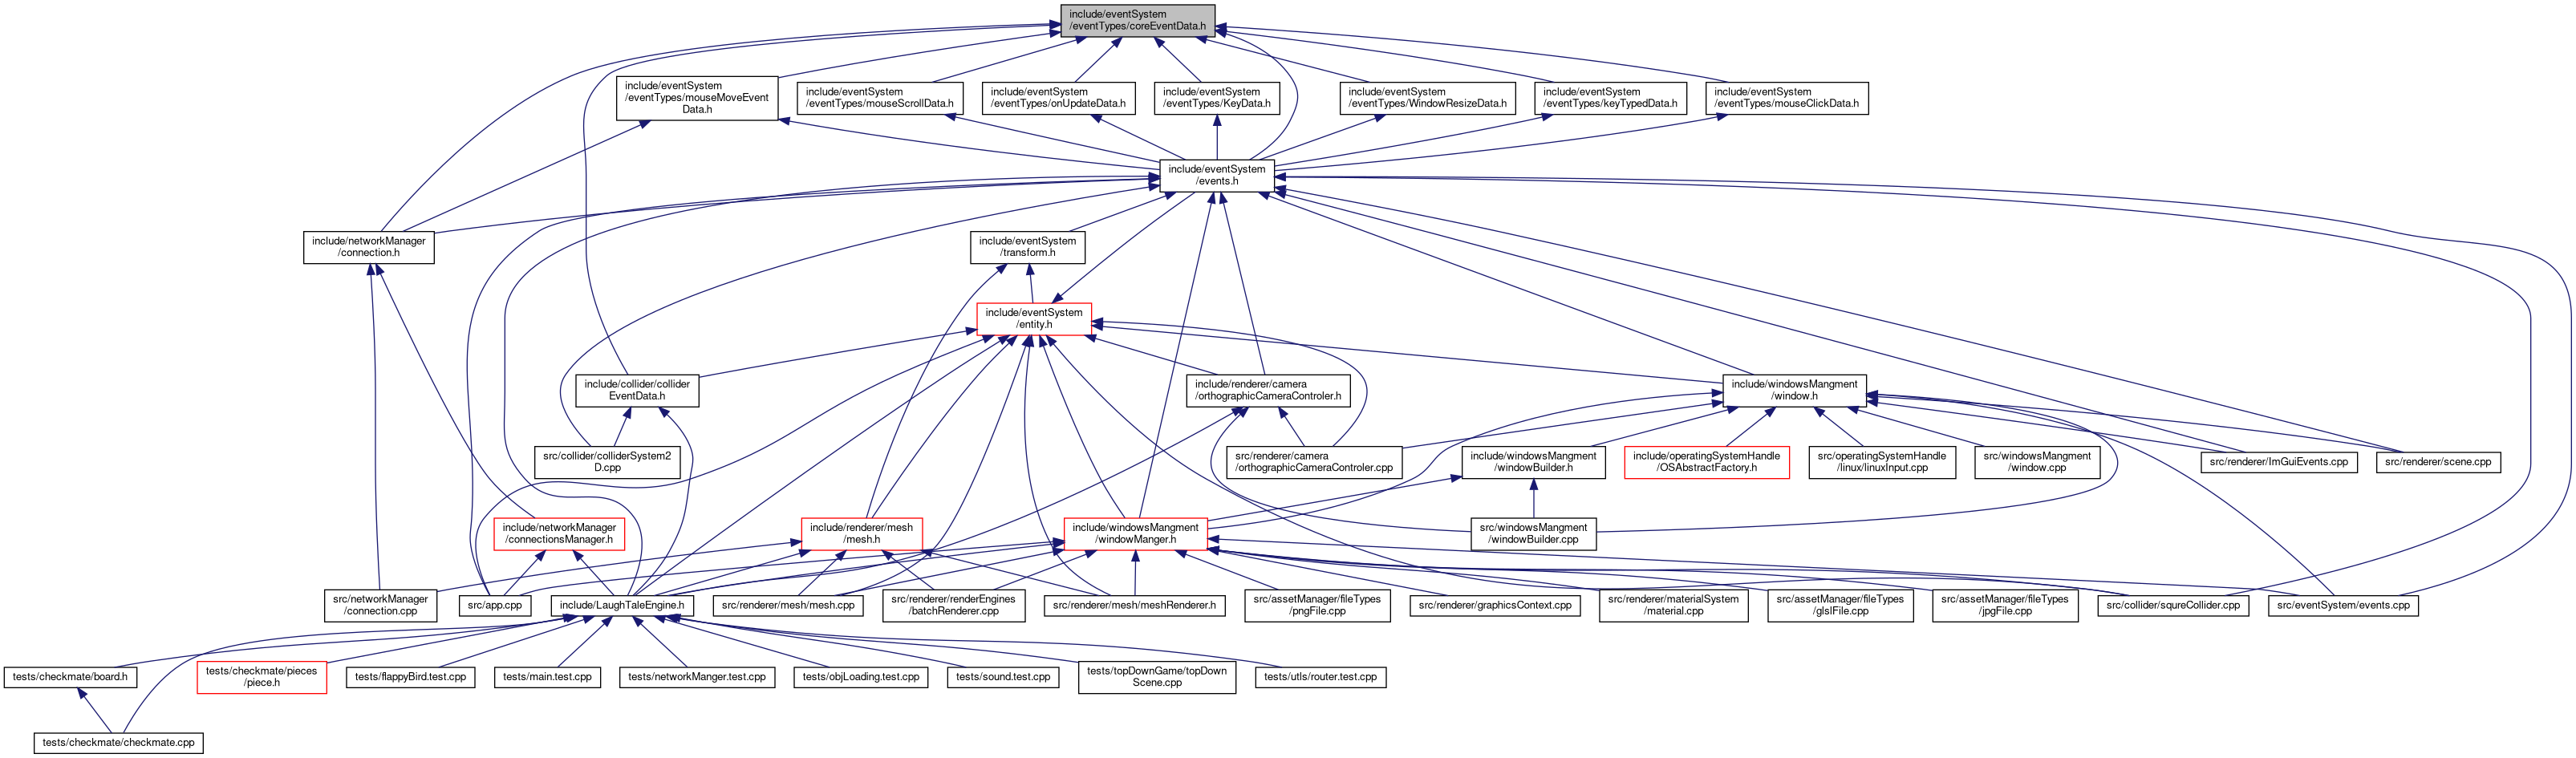 include/eventSystem
/eventTypes/coreEventData.h
include/eventSystem
/eventTypes/mouseMoveEvent
Data.h
include/eventSystem
/eventTypes/mouseScrollData.h
include/eventSystem
/eventTypes/onUpdateData.h
include/eventSystem
/eventTypes/KeyData.h
include/eventSystem
/eventTypes/WindowResizeData.h
include/eventSystem
/eventTypes/keyTypedData.h
include/eventSystem
/eventTypes/mouseClickData.h
include/eventSystem
/events.h
include/networkManager
/connection.h
include/eventSystem
/transform.h
include/eventSystem
/entity.h
include/collider/collider
EventData.h
include/renderer/camera
/orthographicCameraControler.h
include/windowsMangment
/window.h
src/collider/colliderSystem2
D.cpp
src/renderer/camera
/orthographicCameraControler.cpp
include/windowsMangment
/windowBuilder.h
include/operatingSystemHandle
/OSAbstractFactory.h
src/operatingSystemHandle
/linux/linuxInput.cpp
src/windowsMangment
/window.cpp
src/renderer/ImGuiEvents.cpp
src/renderer/scene.cpp
include/networkManager
/connectionsManager.h
include/renderer/mesh
/mesh.h
include/windowsMangment
/windowManger.h
src/windowsMangment
/windowBuilder.cpp
src/networkManager
/connection.cpp
src/app.cpp
include/LaughTaleEngine.h
src/renderer/mesh/mesh.cpp
src/renderer/renderEngines
/batchRenderer.cpp
src/renderer/mesh/meshRenderer.h
src/assetManager/fileTypes
/pngFile.cpp
src/renderer/graphicsContext.cpp
src/renderer/materialSystem
/material.cpp
src/assetManager/fileTypes
/glslFile.cpp
src/assetManager/fileTypes
/jpgFile.cpp
src/collider/squreCollider.cpp
src/eventSystem/events.cpp
tests/checkmate/board.h
tests/checkmate/pieces
/piece.h
tests/flappyBird.test.cpp
tests/main.test.cpp
tests/networkManger.test.cpp
tests/objLoading.test.cpp
tests/sound.test.cpp
tests/topDownGame/topDown
Scene.cpp
tests/utls/router.test.cpp
tests/checkmate/checkmate.cpp